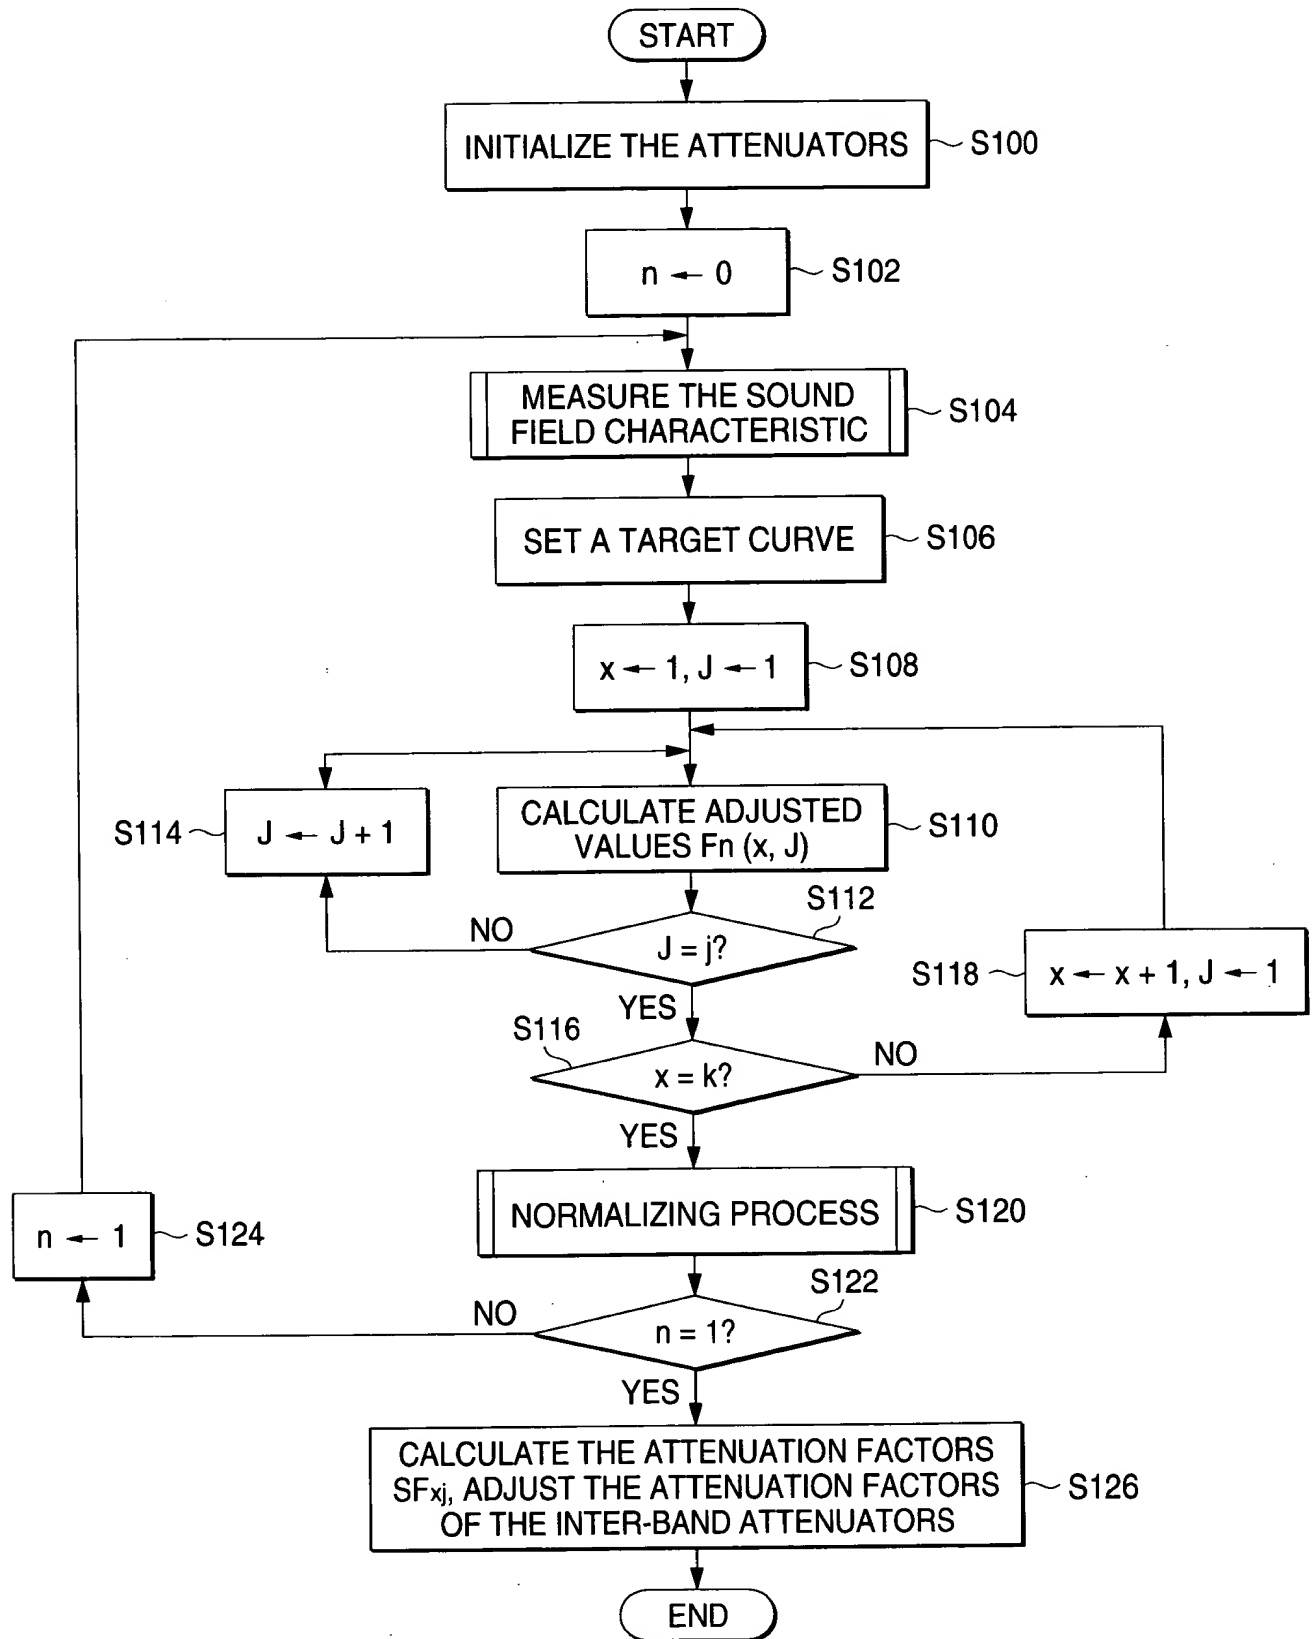 START
INITIALIZE THE ATTENUATORS
S100
n ← 0
S102
MEASURE THE SOUND
FIELD CHARACTERISTIC
S104
SET A TARGET CURVE
S106
x ← 1, J ← 1
S108
S114
J ← J + 1
CALCULATE ADJUSTED
VALUES Fn (x, J)
S110
S112
NO
J = j?
YES
S118
x ← x + 1, J ← 1
S116
x = k?
NO
YES
NORMALIZING PROCESS
S120
n ← 1
S124
S122
NO
n = 1?
YES
CALCULATE THE ATTENUATION FACTORS
SFxj, ADJUST THE ATTENUATION FACTORS
OF THE INTER-BAND ATTENUATORS
S126
END